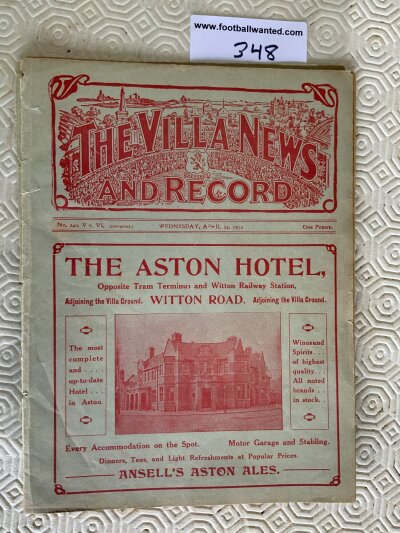 www.footballwanted.com
348
THE VILLA NEWS
AND RECORD
WEDNESDAY, APRIL
One Penny.
THE ASTON HOTEL,
Opposite Tram Terminus and Witton Railway Station,
Adjoining the Villa Ground. WITTON ROAD. Adjoining the Villa Ground.
The most
complete
and ....
up-to-date
Hotel ...
in Aston.
Wines and
Spirits...
of highest
quality...
All noted
brands...
in stock...
Every Accommodation on the Spot. Motor Garage and Stabling.
Dinners, Teas, and Light Refreshments at Popular Prices.
ANSELL'S ASTON ALES.